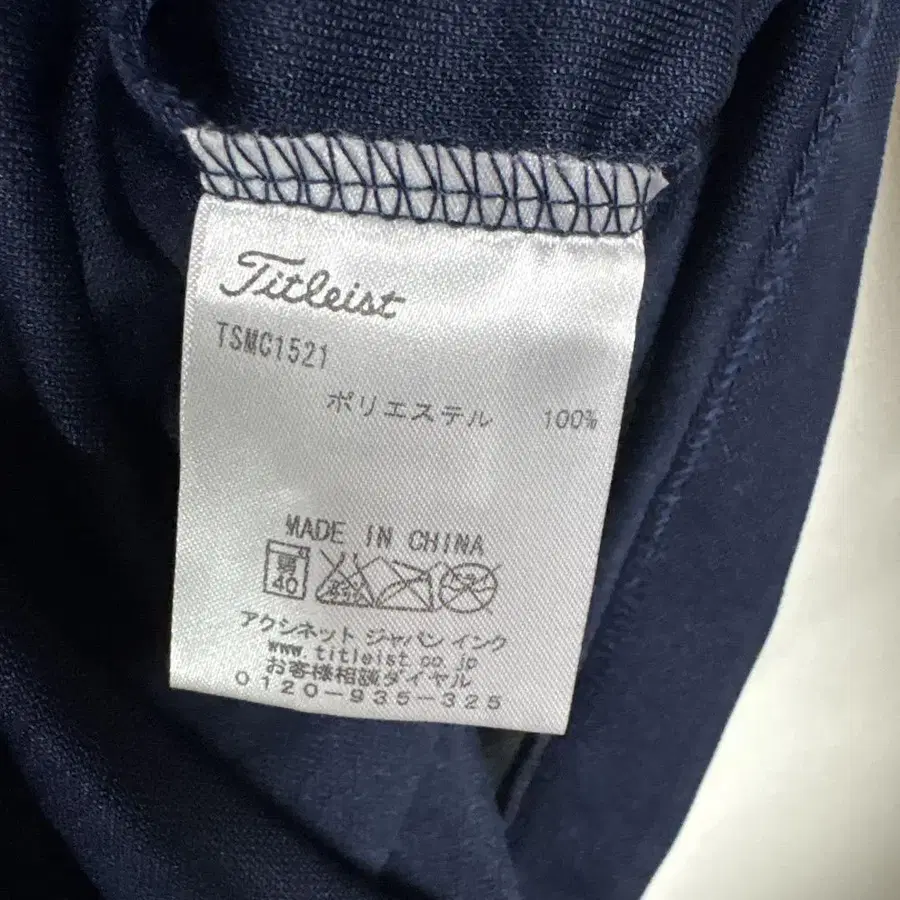 Titleist
TSMC1521
ポリエステル 100%
MADE IN CHINA
40
アクシネット ジャパン インク
www.titleist.co.jp
お客様相談ダイヤル
0120-935-325